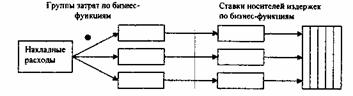 Группы затрат по бизнес-
функциям
Ставки носителей издержек
по бизнес-функциям
Накладные
расходы